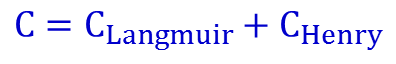 C = C_Langmuir + C_Henry